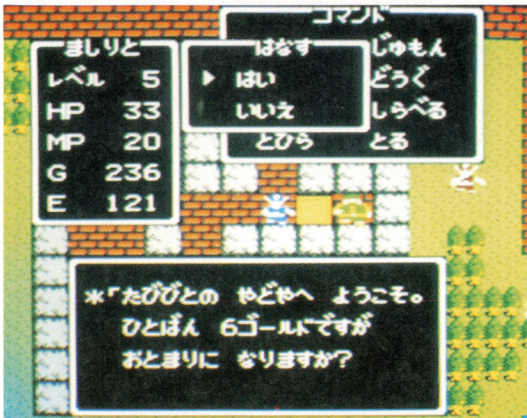 ましりと
レベル 5
HP 33
MP 20
G 236
E 121
コマンド
はなす じゅもん
▶ はい どうぐ
いいえ しらべる
とびら とる
＊「たびびとの やどやへ ようこそ。
ひとばん 6ゴールドですが
おとまりに なりますか？